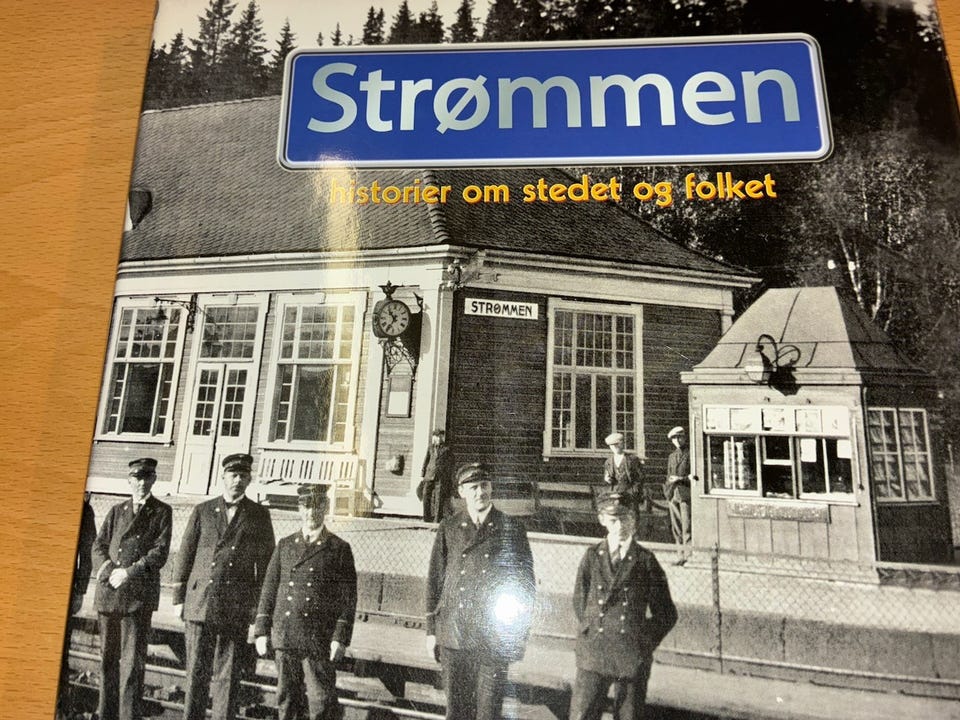 Strømmen
historier om stedet og folket
STRØMMEN